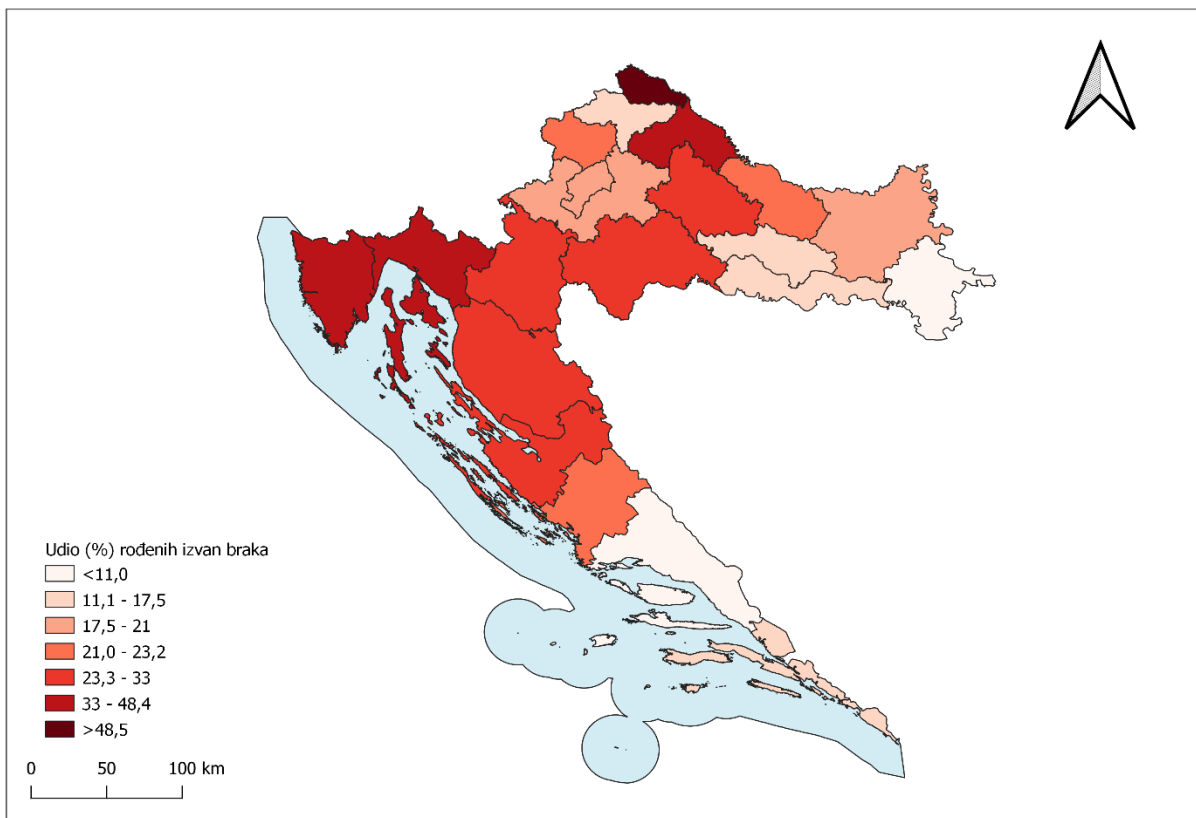 Udio (%) rođenih izvan braka
<11,0
11,1 - 17,5
17,5 - 21
21,0 - 23,2
23,3 - 33
33 - 48,4
>48,5
0 50 100 km